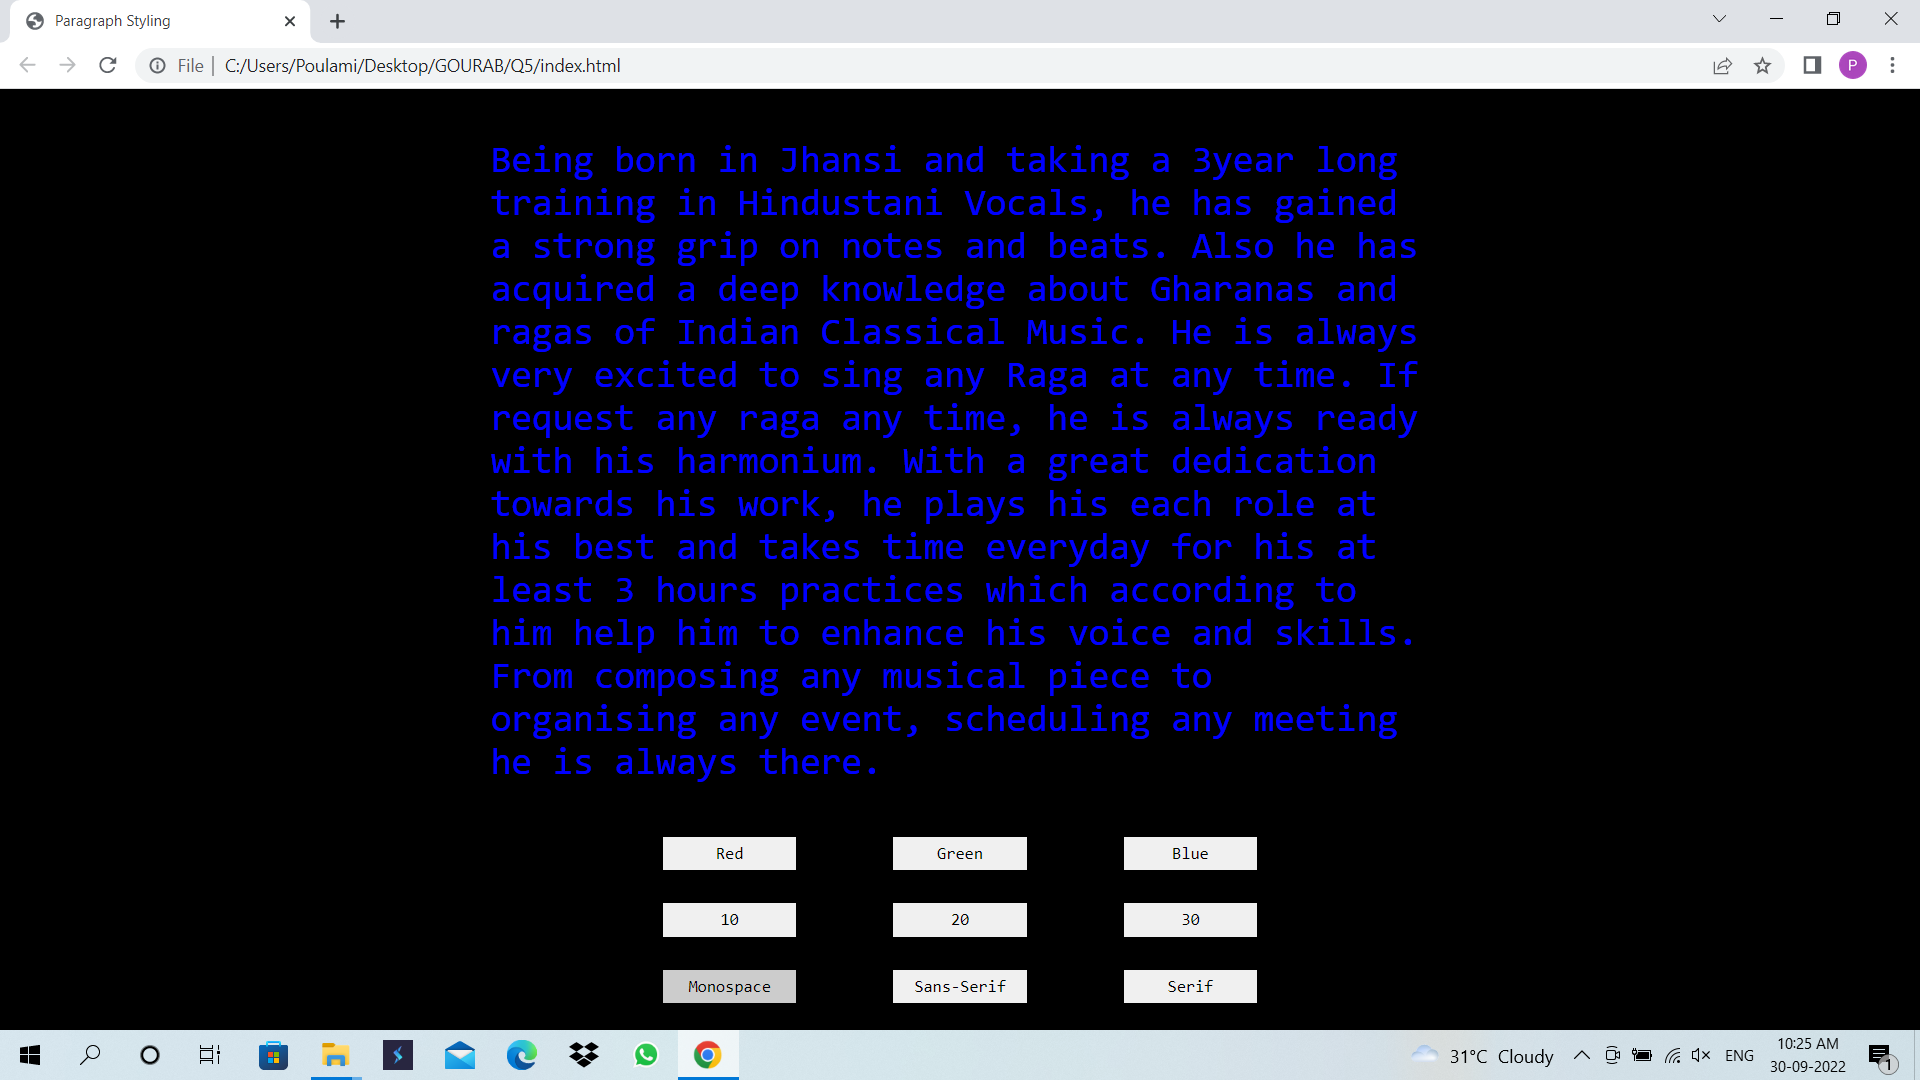 Paragraph Styling
File
C:/Users/Poulami/Desktop/GOURAB/Q5/index.html
P
Being born in Jhansi and taking a 3year long
training in Hindustani Vocals, he has gained
a strong grip on notes and beats. Also he has
acquired a deep knowledge about Gharanas and
ragas of Indian Classical Music. He is always
very excited to sing any Raga at any time. If
request any raga any time, he is always ready
with his harmonium. With a great dedication
towards his work, he plays his each role at
his best and takes time everyday for his at
least 3 hours practices which according to
him help him to enhance his voice and skills.
From composing any musical piece to
organising any event, scheduling any meeting
he is always there.
Red Green Blue
10 20 30
Monospace Sans-Serif Serif
31°C Cloudy
ENG
10:25 AM
30-09-2022
1